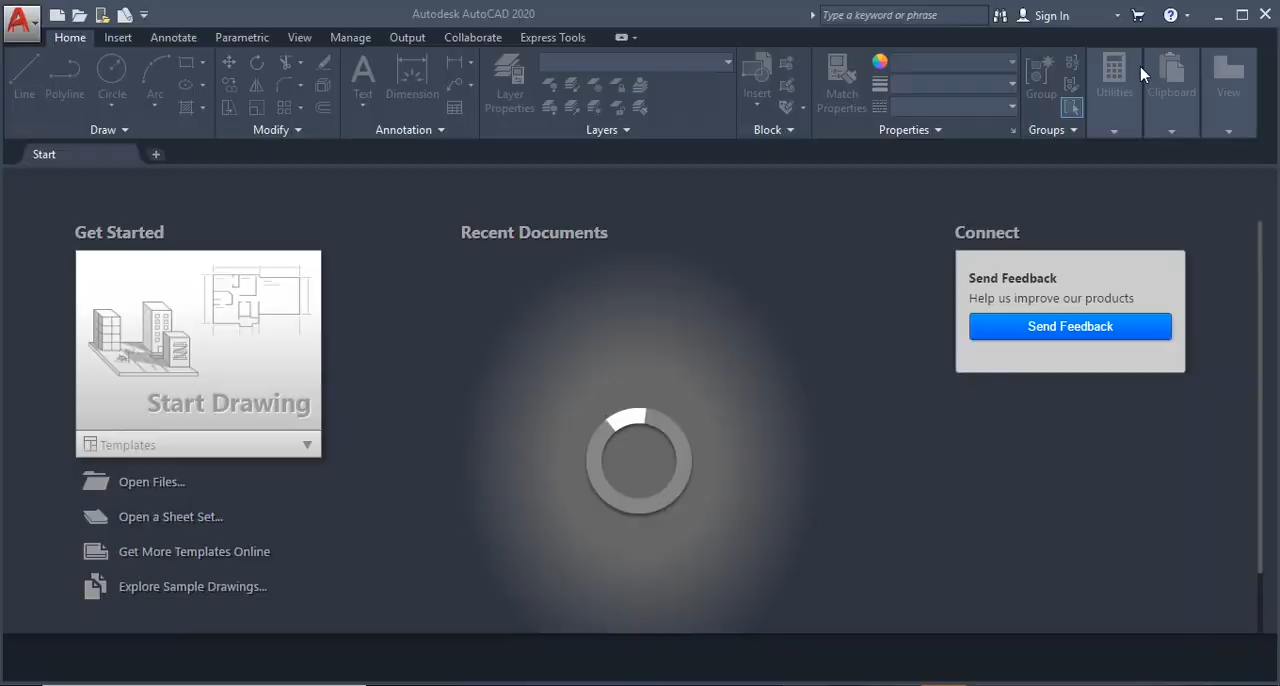 Autodesk AutoCAD 2020
Type a keyword or phrase
Sign In
Home Insert Annotate Parametric View Manage Output Collaborate Express Tools
Line Polyline Circle Arc
Text Dimension
Layer Properties
Insert
Match Properties
Group
Utilities
Clipboard
View
Draw Modify Annotation Layers Block Properties Groups
Start
Get Started
Start Drawing
Templates
Open Files...
Open a Sheet Set...
Get More Templates Online
Explore Sample Drawings...
Recent Documents
Connect
Send Feedback
Help us improve our products
Send Feedback